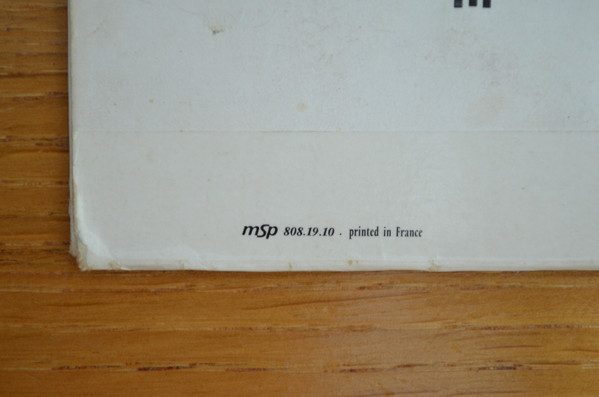 msp 808.19.10 . printed in France